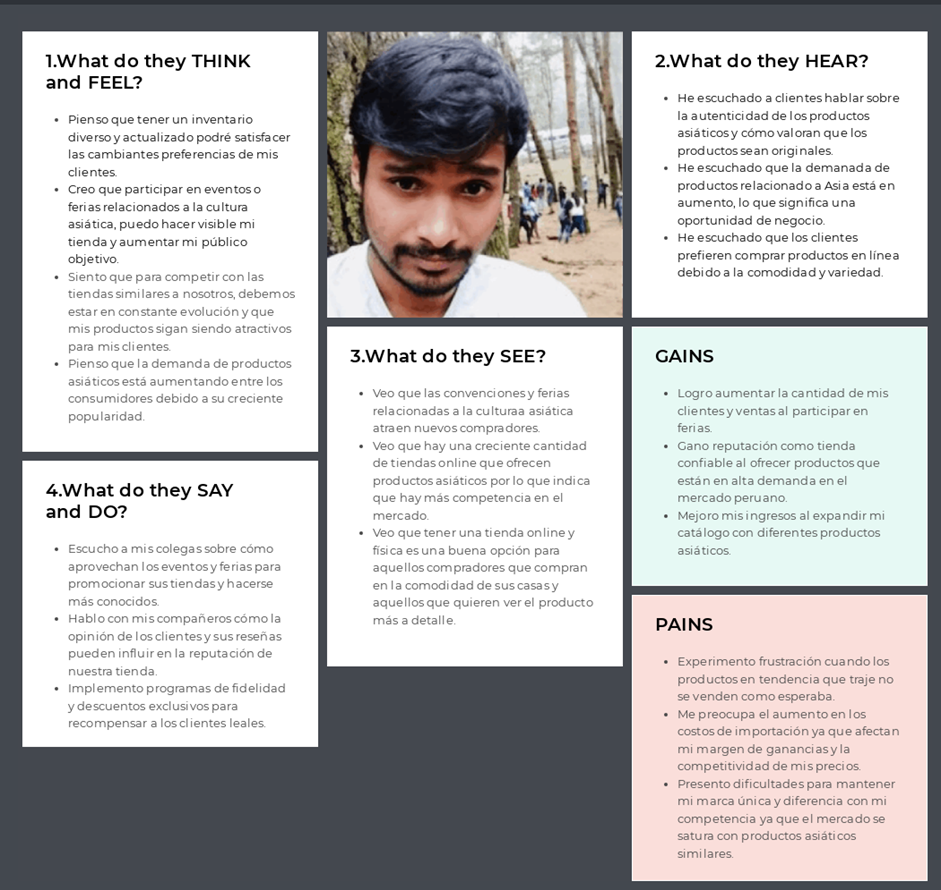 1.What do they THINK
and FEEL?
Pienso que tener un inventario
diverso y actualizado podré satisfacer
las cambiantes preferencias de mis
clientes.
Creo que participar en eventos o
ferias relacionados a la cultura
asiática, puedo hacer visible mi
tienda y aumentar mi público
objetivo.
Siento que para competir con las
tiendas similares a nosotros, debemos
estar en constante evolución y que
mis productos sigan siendo atractivos
para mis clientes.
Pienso que la demanda de productos
asiáticos está aumentando entre los
consumidores debido a su creciente
popularidad.
2.What do they HEAR?
He escuchado a clientes hablar sobre
la autenticidad de los productos
asiáticos y cómo valoran que los
productos sean originales.
He escuchado que la demanada de
productos relacionado a Asia está en
aumento, lo que significa una
oportunidad de negocio.
He escuchado que los clientes
prefieren comprar productos en línea
debido a la comodidad y variedad.
3.What do they SEE?
Veo que las convenciones y ferias
relacionadas a la culturaa asiática
atraen nuevos compradores.
Veo que hay una creciente cantidad
de tiendas online que ofrecen
productos asiáticos por lo que indica
que hay más competencia en el
mercado.
Veo que tener una tienda online y
física es una buena opción para
aquellos compradores que compran
en la comodidad de sus casas y
aquellos que quieren ver el producto
más a detalle.
4.What do they SAY
and DO?
Escucho a mis colegas sobre cómo
aprovechan los eventos y ferias para
promocionar sus tiendas y hacerse
más conocidos.
Hablo con mis compañeros cómo la
opinión de los clientes y sus reseñas
pueden influir en la reputación de
nuestra tienda.
Implemento programas de fidelidad
y descuentos exclusivos para
recompensar a los clientes leales.
GAINS
Logro aumentar la cantidad de mis
clientes y ventas al participar en
ferias.
Gano reputación como tienda
confiable al ofrecer productos que
están en alta demanda en el
mercado peruano.
Mejoro mis ingresos al expandir mi
catálogo con diferentes productos
asiáticos.
PAINS
Experimento frustración cuando los
productos en tendencia que traje no
se venden como esperaba.
Me preocupa el aumento en los
costos de importación ya que afectan
mi margen de ganancias y la
competitividad de mis precios.
Presento dificultades para mantener
mi marca única y diferencia con mi
competencia ya que el mercado se
satura con productos asiáticos
similares.